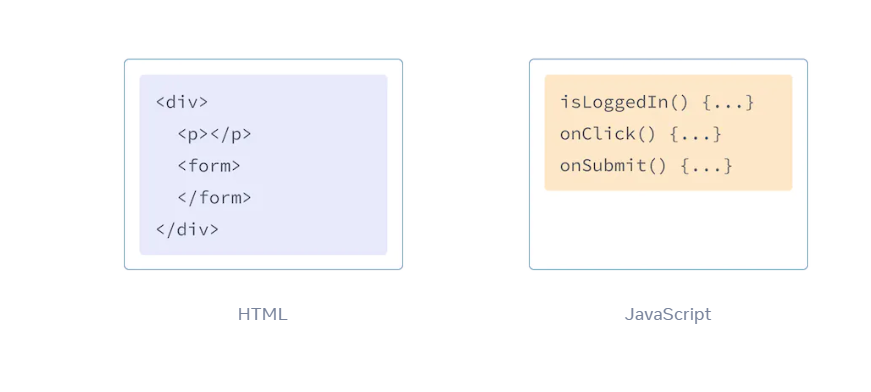 <div>
  <p></p>
  <form>
  </form>
</div>
HTML
isLoggedIn() {...}
onClick() {...}
onSubmit() {...}
JavaScript